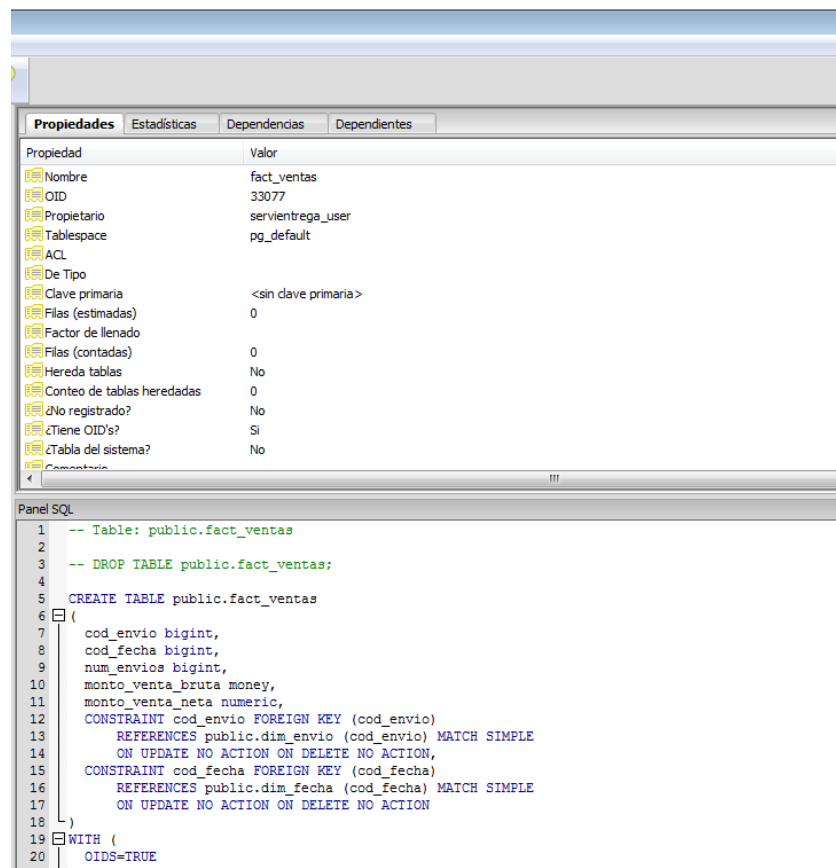 Propiedades Estadísticas Dependencias Dependientes
Propiedad Valor
Nombre fact_ventas
OID 33077
Propietario servientrega_user
Tablespace pg_default
ACL
De Tipo
Clave primaria <sin clave primaria>
Filas (estimadas) 0
Factor de llenado
Filas (contadas) 0
Hereda tablas No
Conteo de tablas heredadas 0
¿No registrado? No
¿Tiene OID's? Si
¿Tabla del sistema? No
Comentario
Panel SQL
1 -- Table: public.fact_ventas
2
3 -- DROP TABLE public.fact_ventas;
4
5 CREATE TABLE public.fact_ventas
6 (
7 cod_envio bigint,
8 cod_fecha bigint,
9 num_envios bigint,
10 monto_venta_bruta money,
11 monto_venta_neta numeric,
12 CONSTRAINT cod_envio FOREIGN KEY (cod_envio)
13 REFERENCES public.dim_envio (cod_envio) MATCH SIMPLE
14 ON UPDATE NO ACTION ON DELETE NO ACTION,
15 CONSTRAINT cod_fecha FOREIGN KEY (cod_fecha)
16 REFERENCES public.dim_fecha (cod_fecha) MATCH SIMPLE
17 ON UPDATE NO ACTION ON DELETE NO ACTION
18 )
19 WITH (
20 OIDS=TRUE